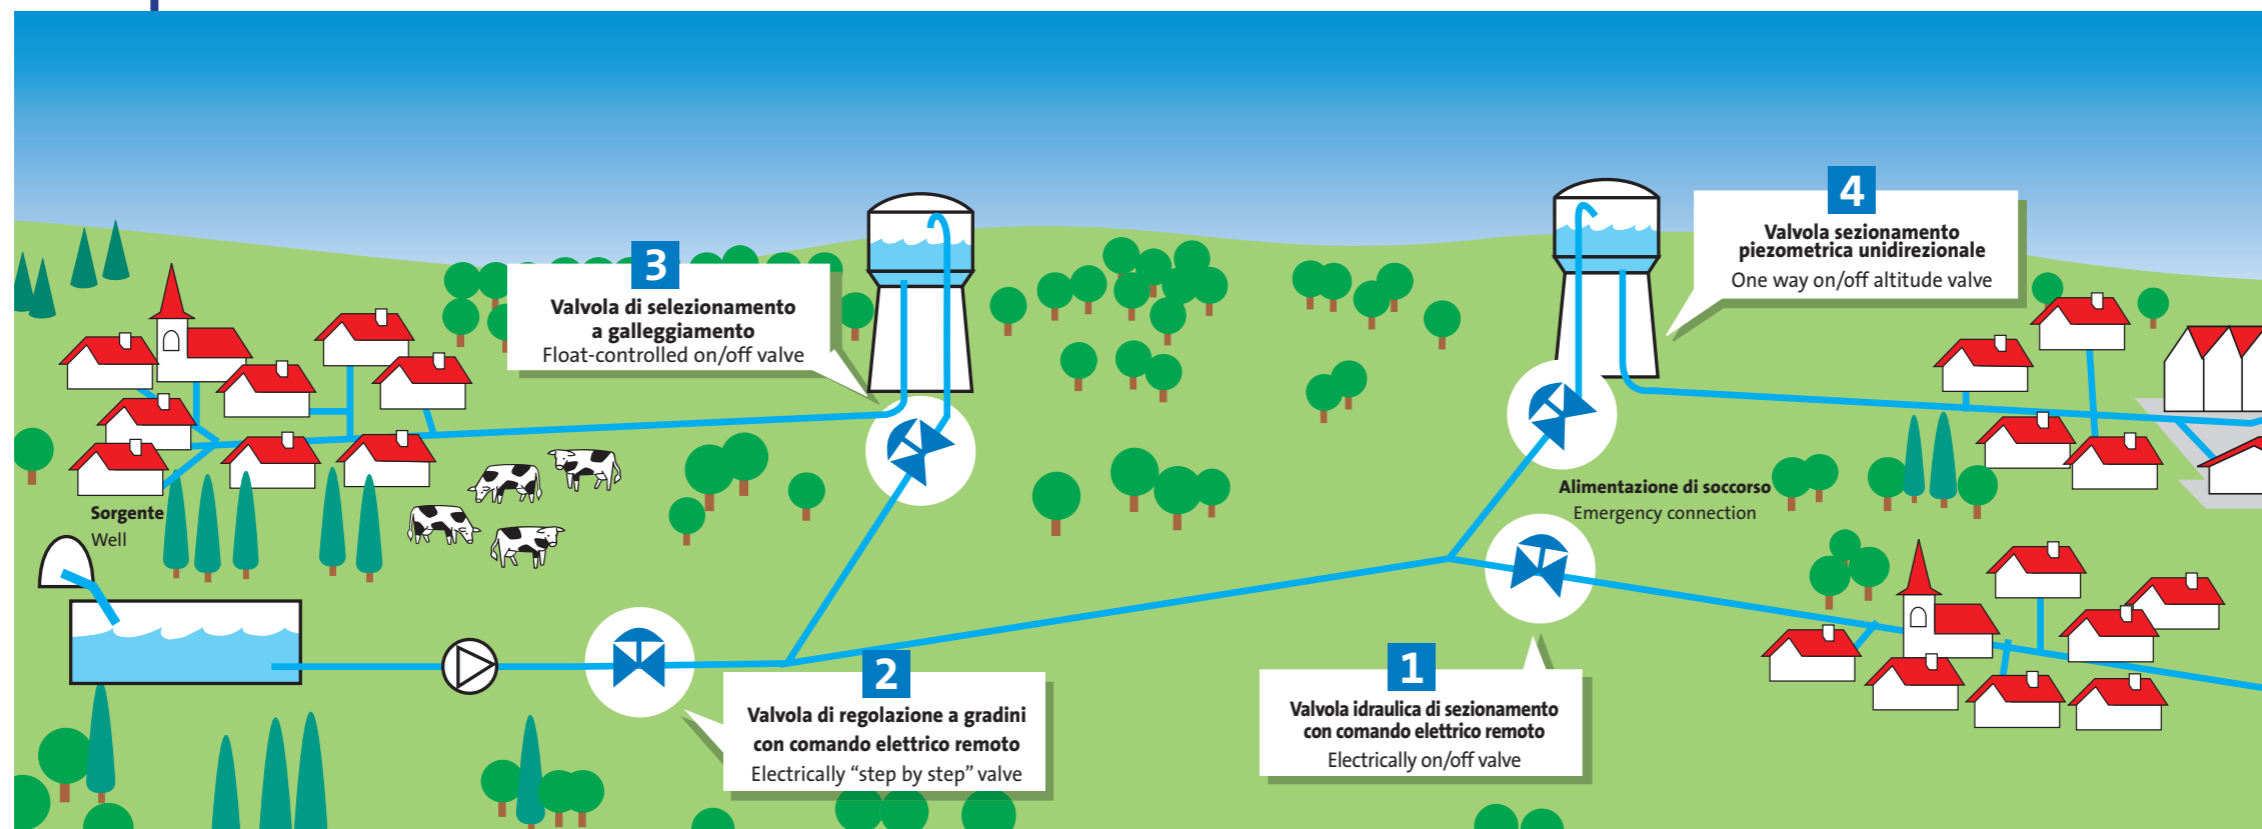 4
Valvola sezionamento
piezometrica unidirezionale
One way on/off altitude valve
3
Valvola di selezionamento
a galleggiamento
Float-controlled on/off valve
Alimentazione di soccorso
Emergency connection
Sorgente
Well
2
Valvola di regolazione a gradini
con comando elettrico remoto
Electrically “step by step” valve
1
Valvola idraulica di sezionamento
con comando elettrico remoto
Electrically on/off valve